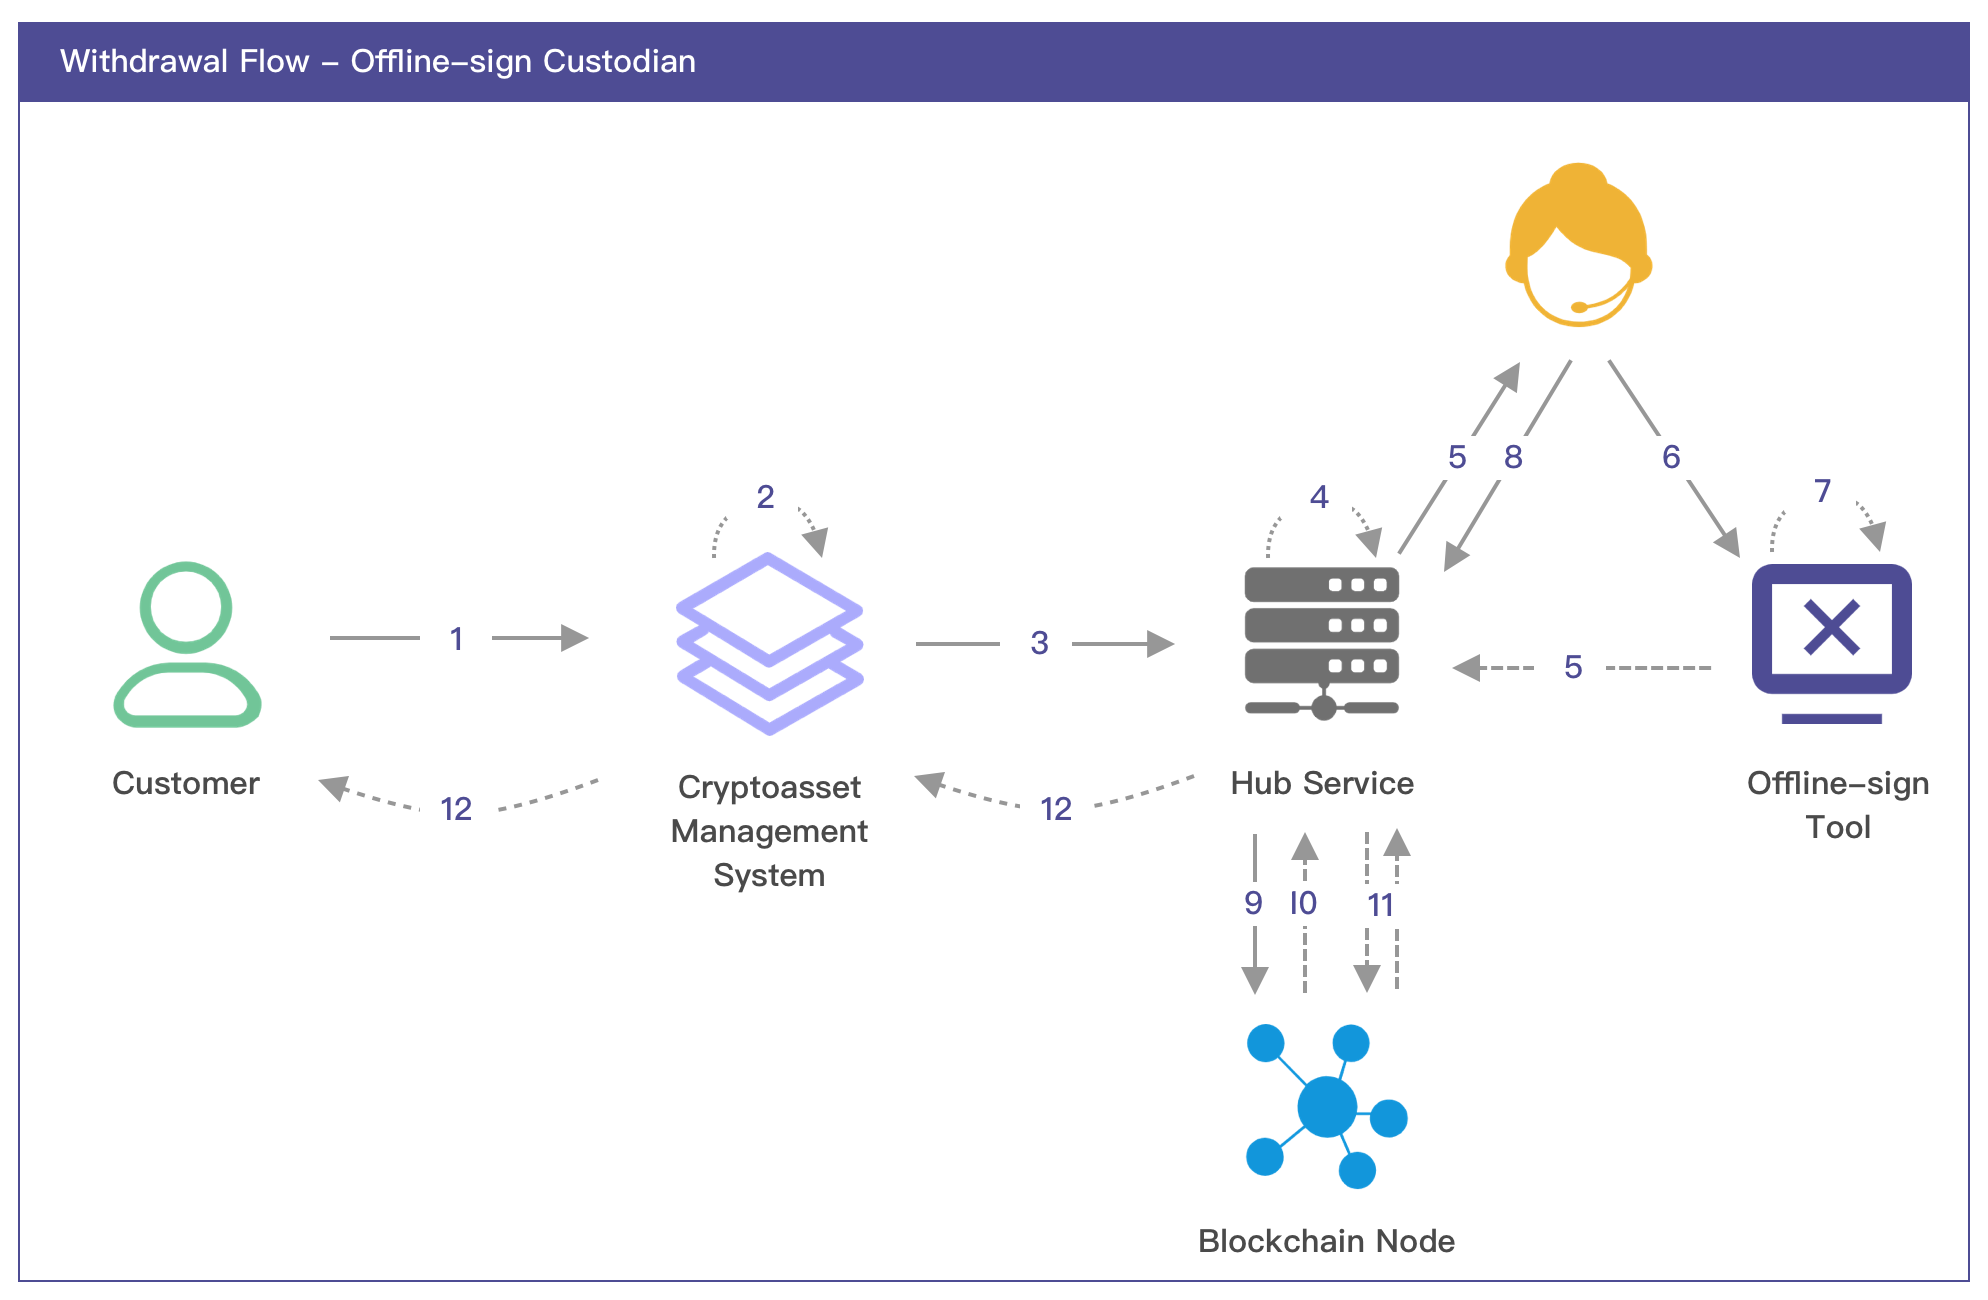 Withdrawal Flow – Offline–sign Custodian
5
8
6
2
4
7
1
3
5
Customer
Cryptoasset
Management
System
Hub Service
Offline–sign
Tool
12
12
9
10
11
Blockchain Node